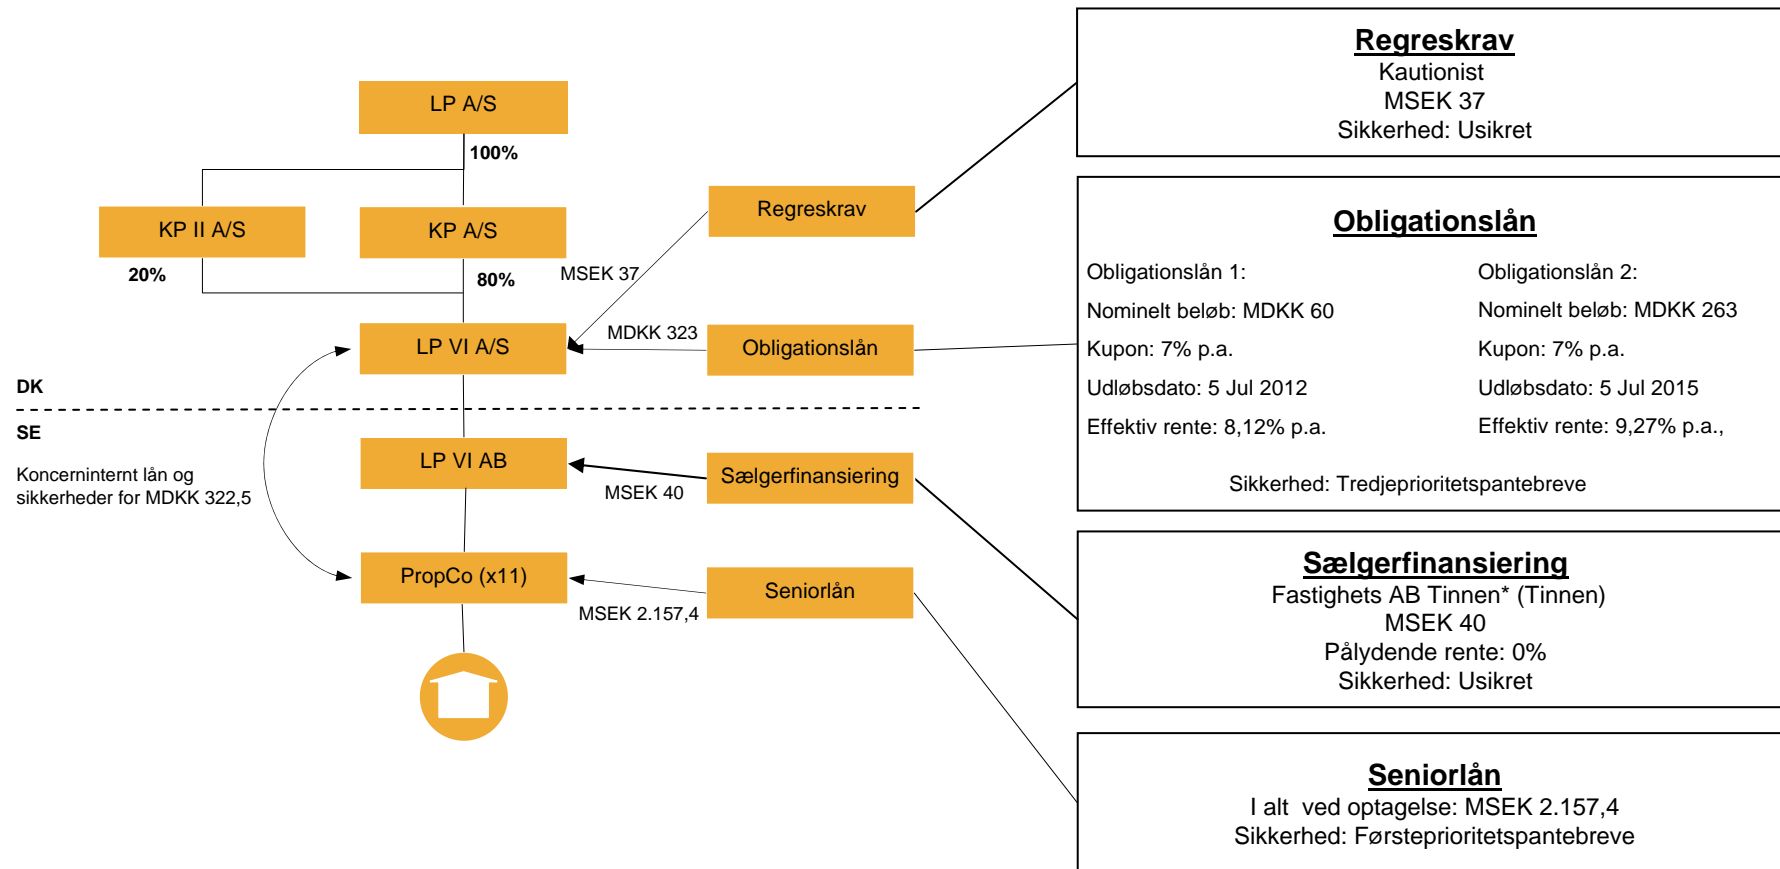 LP A/S
100%
KP II A/S
KP A/S
20%
80%
MSEK 37
Regreskrav
LP VI A/S
MDKK 323
Obligationslån
DK
SE
Koncerninternt lån og
sikkerheder for MDKK 322,5
LP VI AB
MSEK 40
Sælgerfinansiering
PropCo (x11)
MSEK 2.157,4
Seniorlån
Regreskrav
Kautionist
MSEK 37
Sikkerhed: Usikret
Obligationslån
Obligationslån 1:
Nominelt beløb: MDKK 60
Kupon: 7% p.a.
Udløbsdato: 5 Jul 2012
Effektiv rente: 8,12% p.a.
Obligationslån 2:
Nominelt beløb: MDKK 263
Kupon: 7% p.a.
Udløbsdato: 5 Jul 2015
Effektiv rente: 9,27% p.a.,
Sikkerhed: Tredjeprioritetspantebreve
Sælgerfinansiering
Fastighets AB Tinnen* (Tinnen)
MSEK 40
Pålydende rente: 0%
Sikkerhed: Usikret
Seniorlån
I alt  ved optagelse: MSEK 2.157,4
Sikkerhed: Førsteprioritetspantebreve